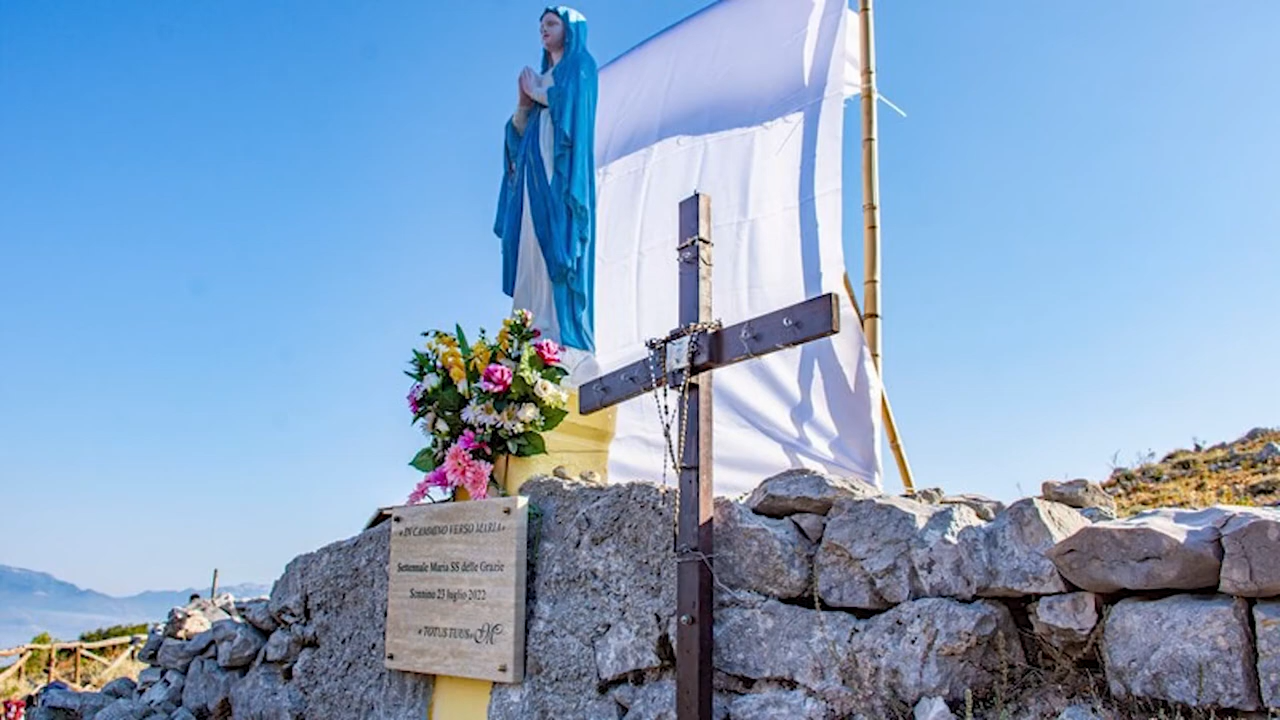 «IN CAMMINO VERSO MARIA»
Settennale Maria SS delle Grazie
Sonnino 23 luglio 2022
«TOTUS TUUS» M